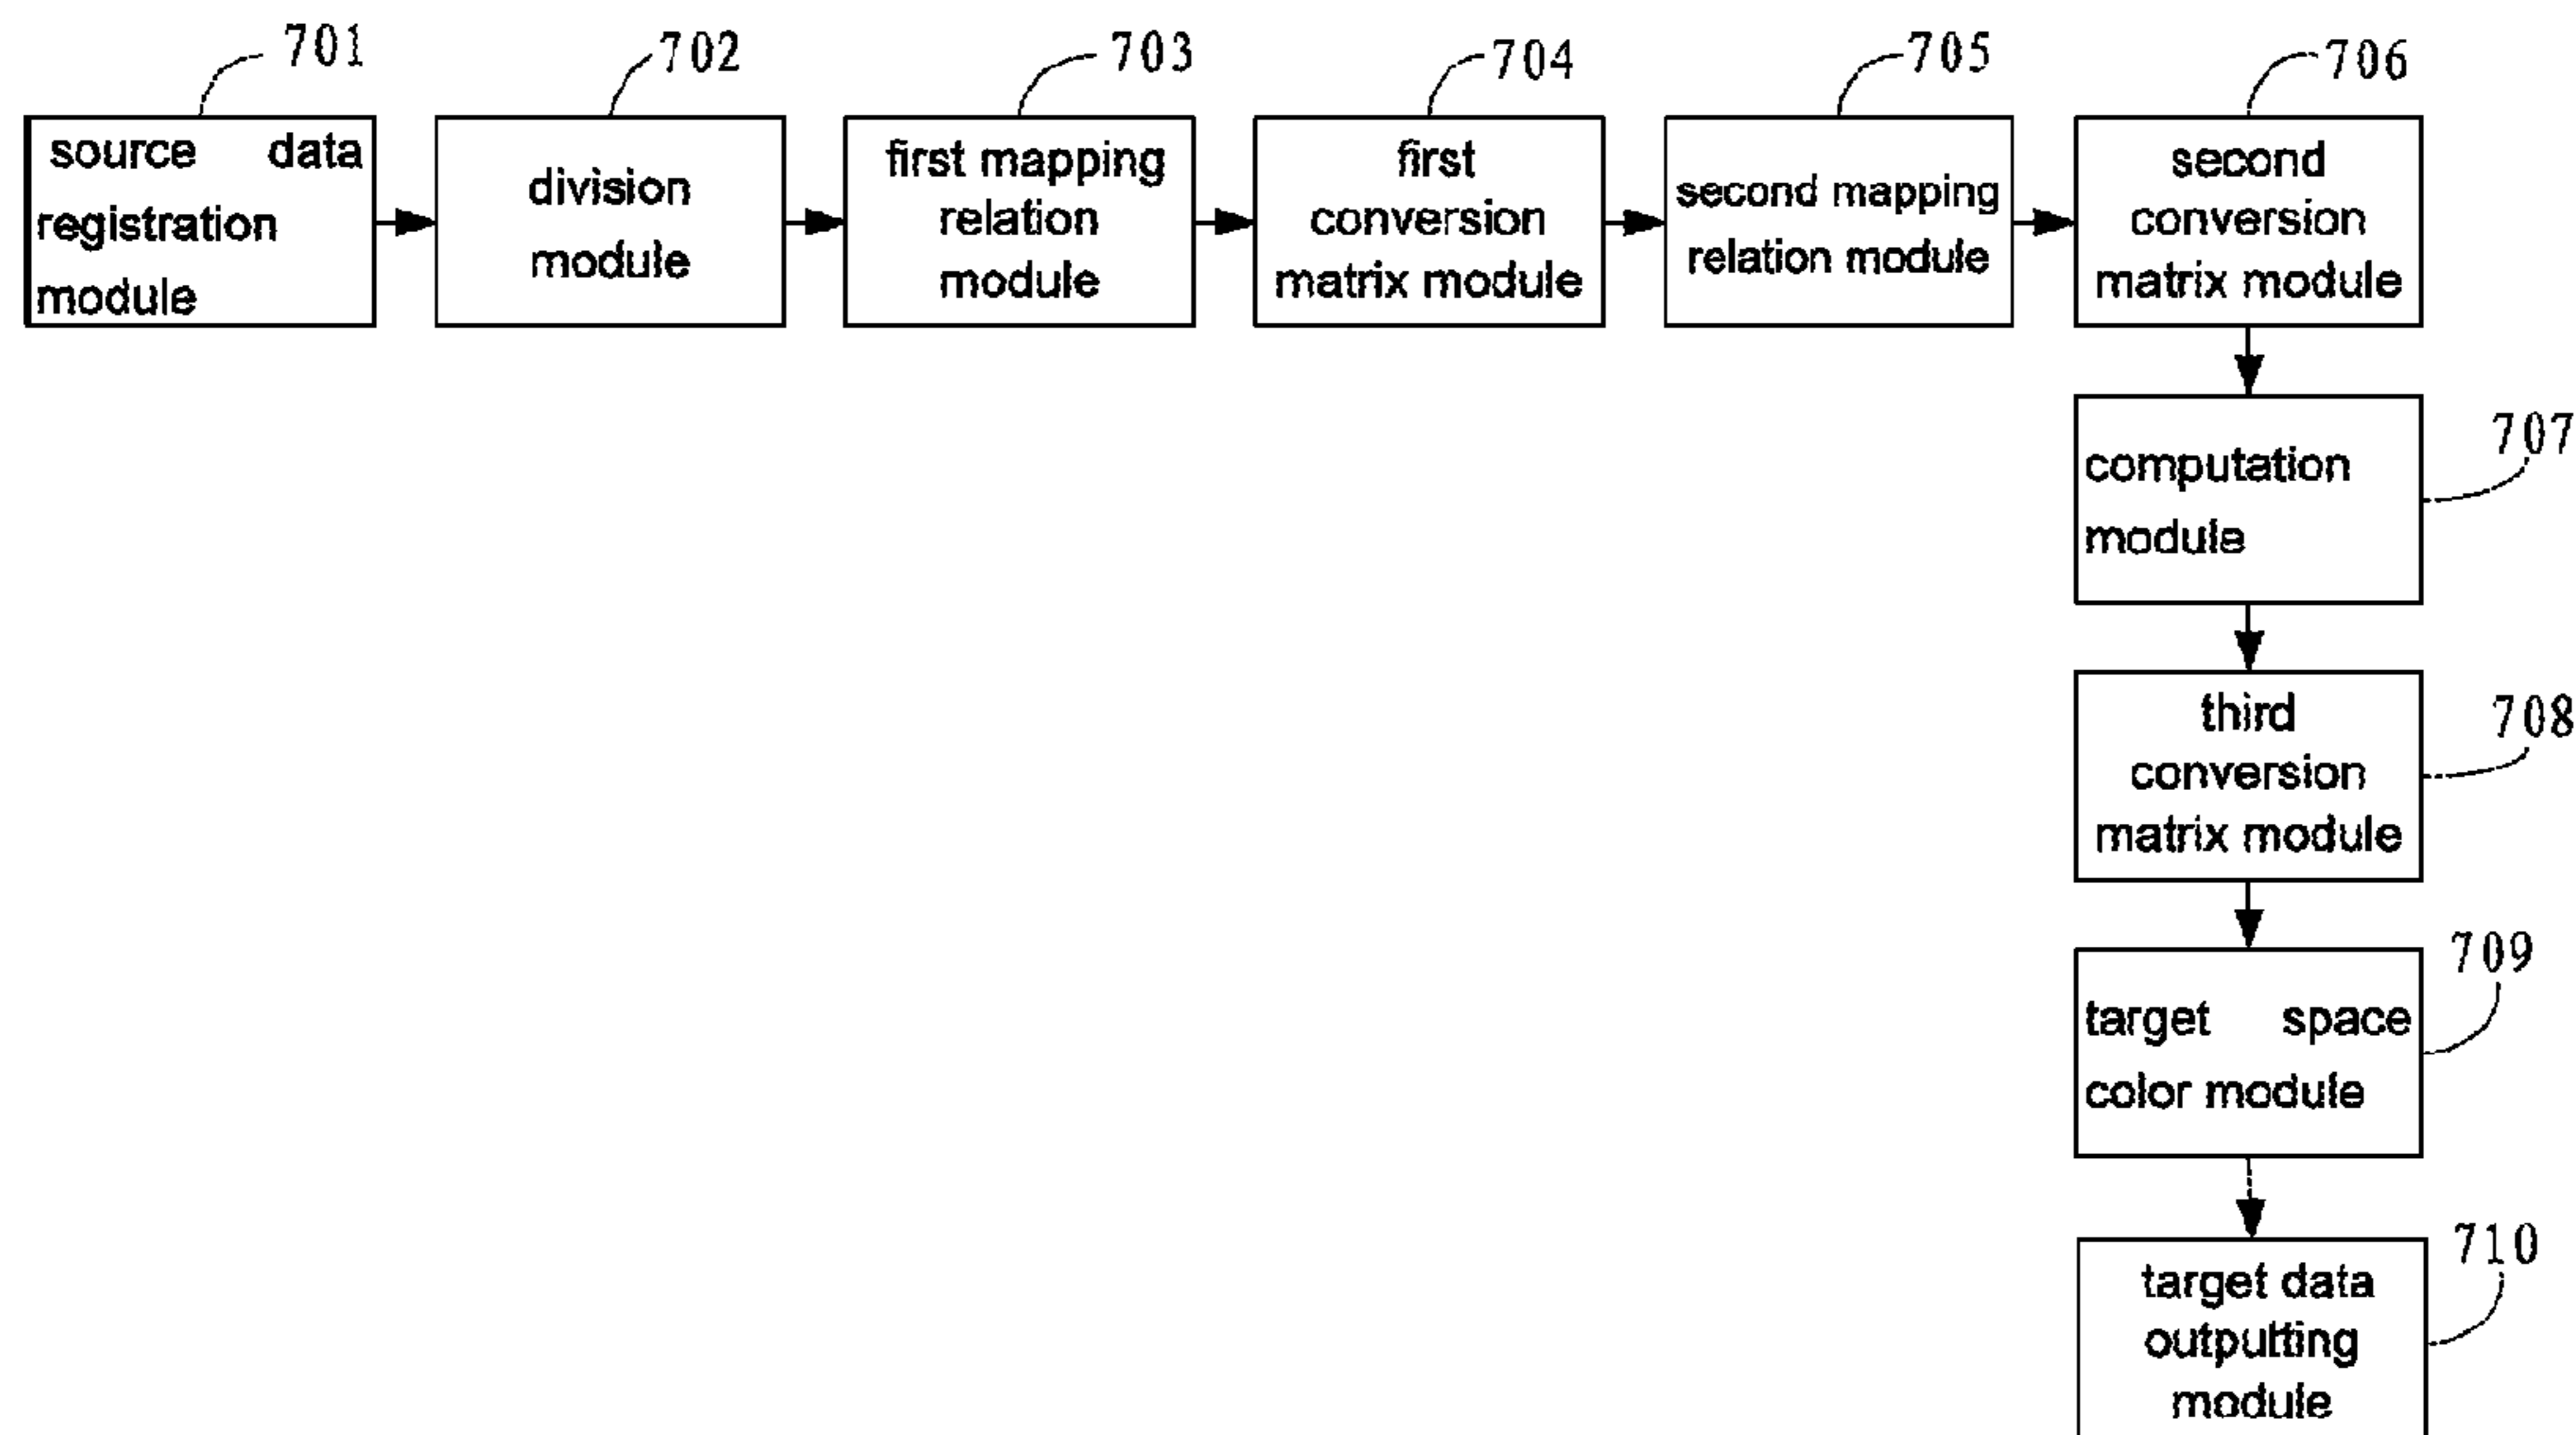 701
702
703
704
705
706
source data
registration
module
division
module
first mapping
relation
module
first
conversion
matrix module
second mapping
relation module
second
conversion
matrix module
707
computation
module
708
third
conversion
matrix module
709
target space
color module
710
target data
outputting
module